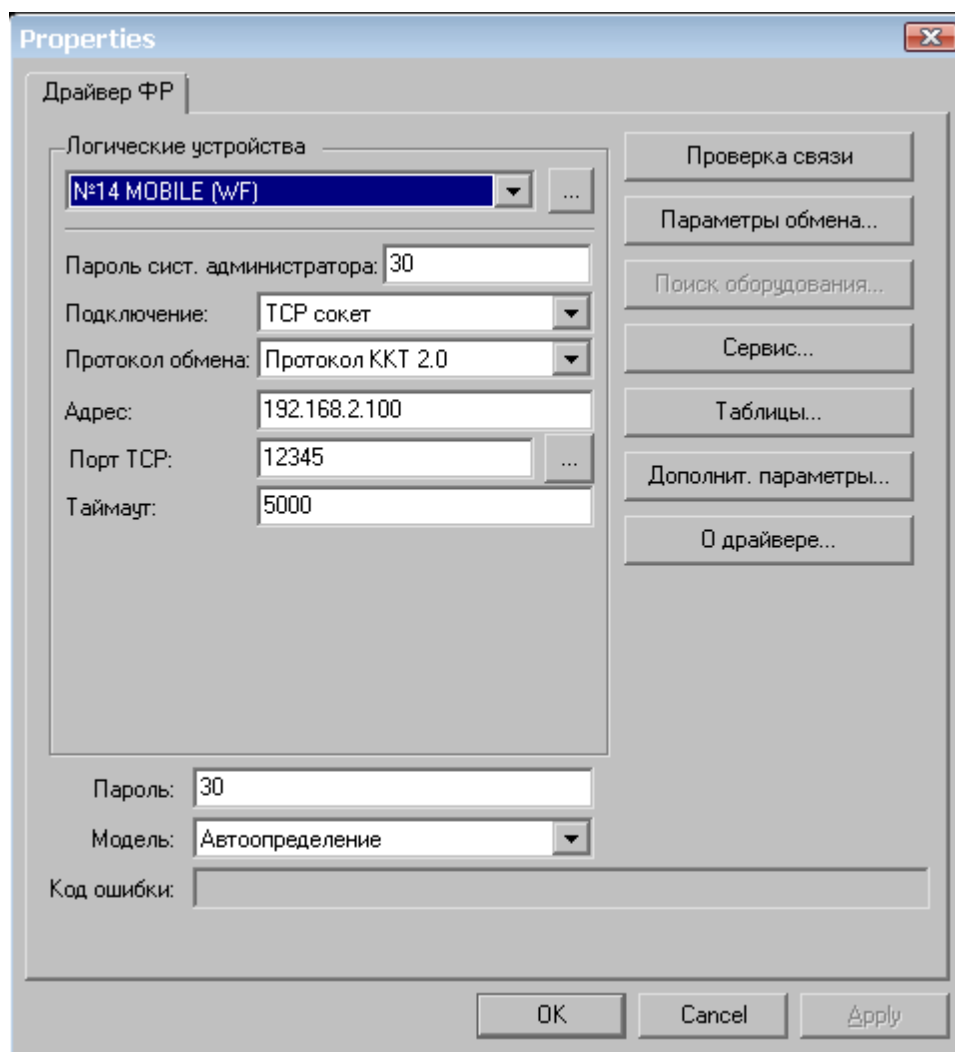 Properties
Драйвер ФР
Логические устройства
№14 MOBILE (WF)
...
Пароль сист. администратора: 30
Подключение: TCP сокет
Протокол обмена: Протокол ККТ 2.0
Адрес: 192.168.2.100
Порт TCP: 12345
...
Таймаут: 5000
Проверка связи
Параметры обмена...
Поиск оборудования...
Сервис...
Таблицы...
Дополнит. параметры...
О драйвере...
Пароль: 30
Модель: Автоопределение
Код ошибки:
OK
Cancel
Apply